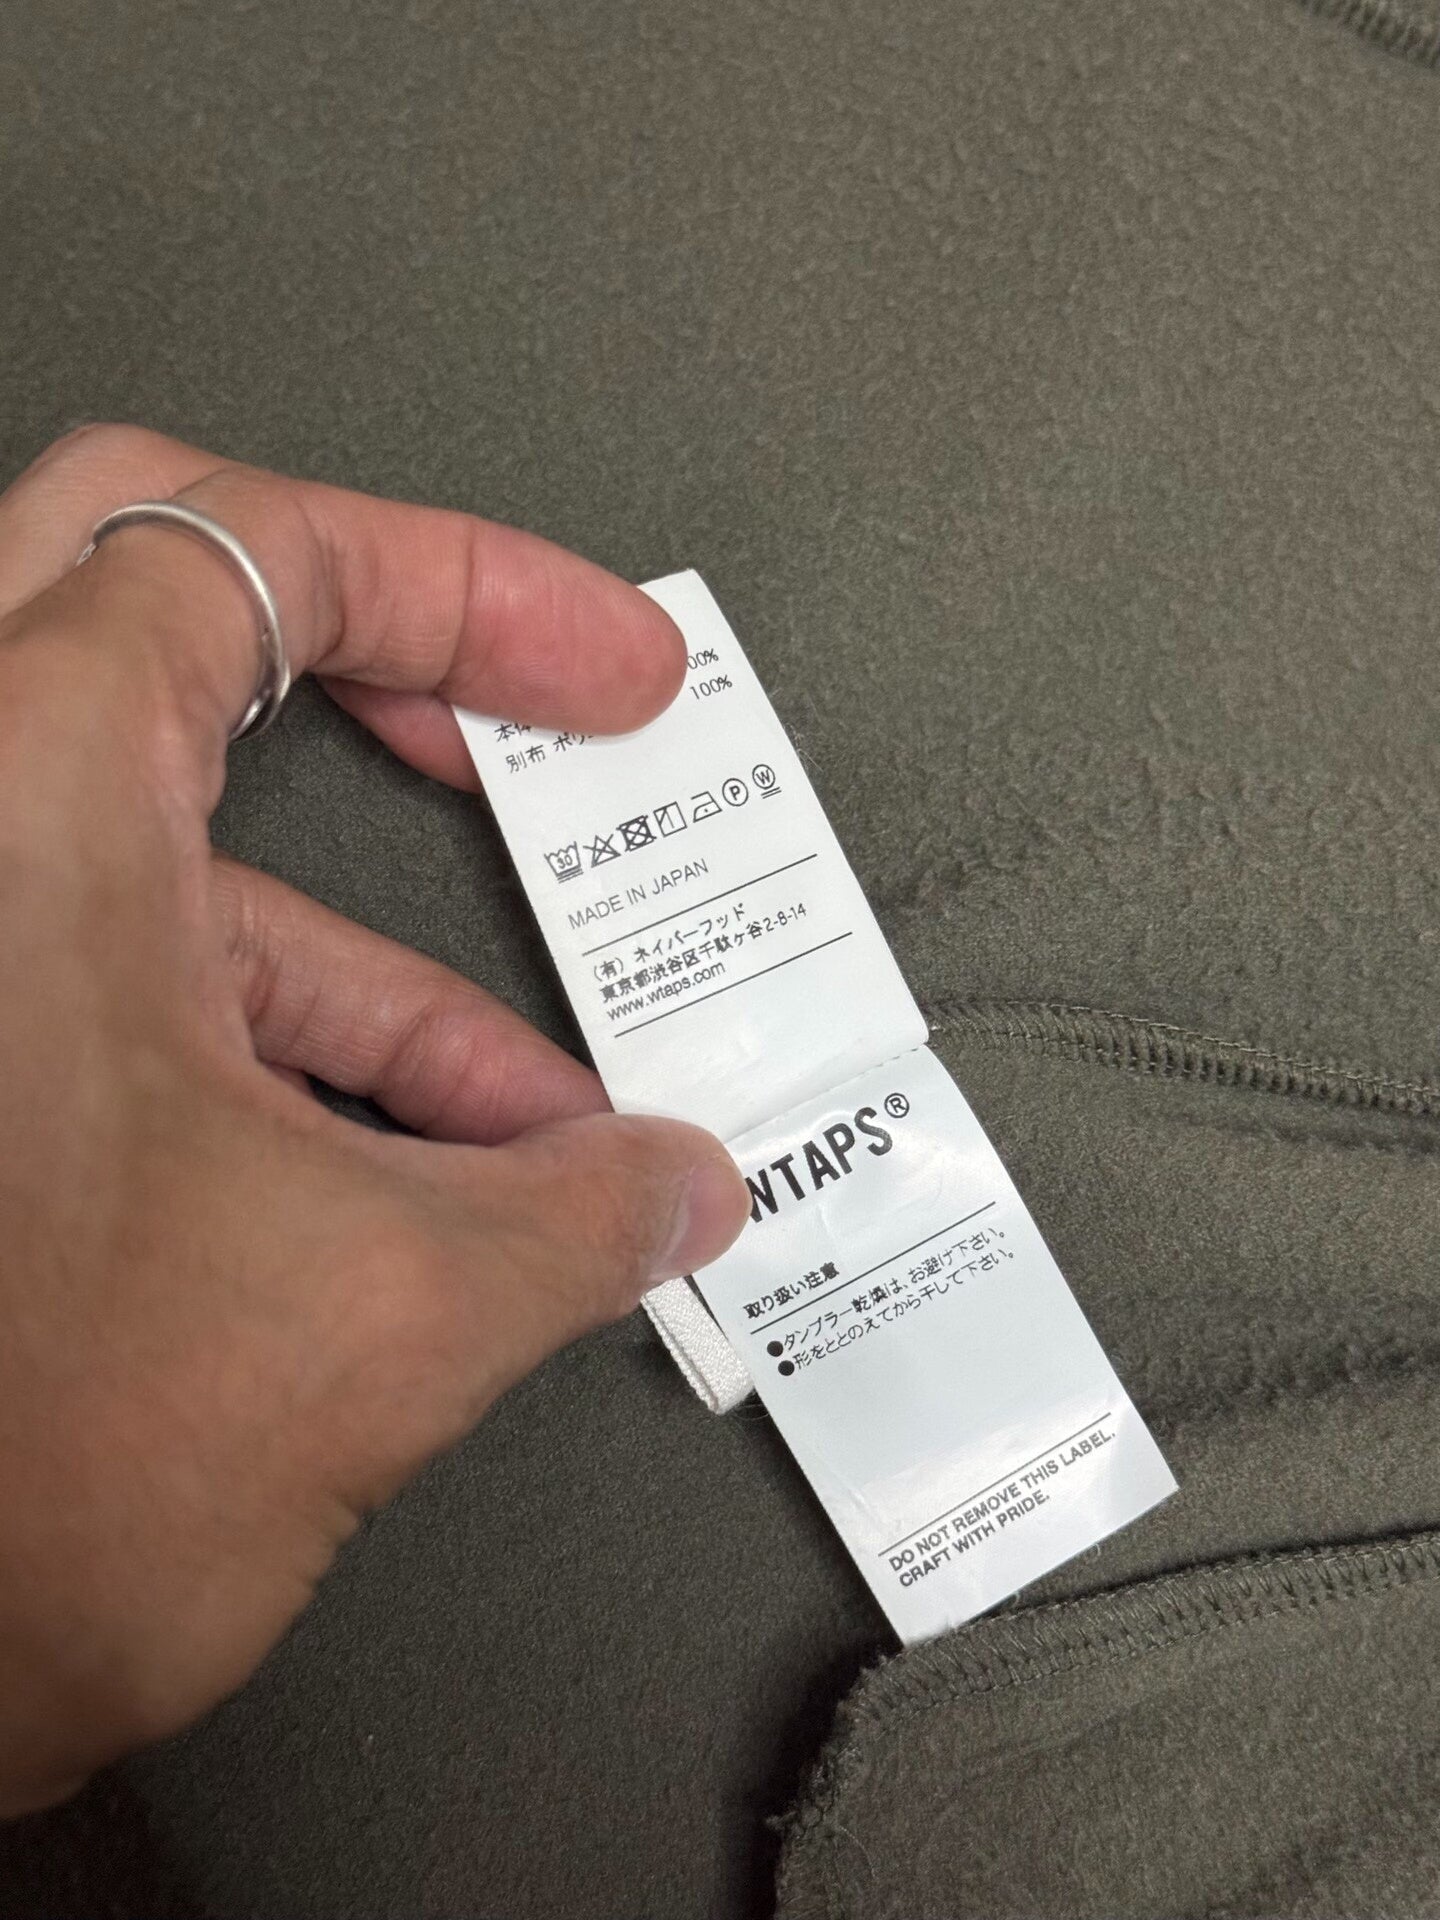 00%
100%
本体
別布 ポリ
30
P
W
MADE IN JAPAN
(有) ネイバーフッド
東京都渋谷区千駄ヶ谷2-8-14
www.wtaps.com
WTAPS®
取り扱い注意
●タンブラー乾燥は、お避け下さい。
●形をととのえてから干して下さい。
DO NOT REMOVE THIS LABEL.
CRAFT WITH PRIDE.